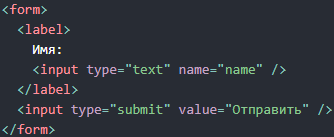 <form>
<label>
Имя:
<input type="text" name="name" />
</label>
<input type="submit" value="Отправить" />
</form>